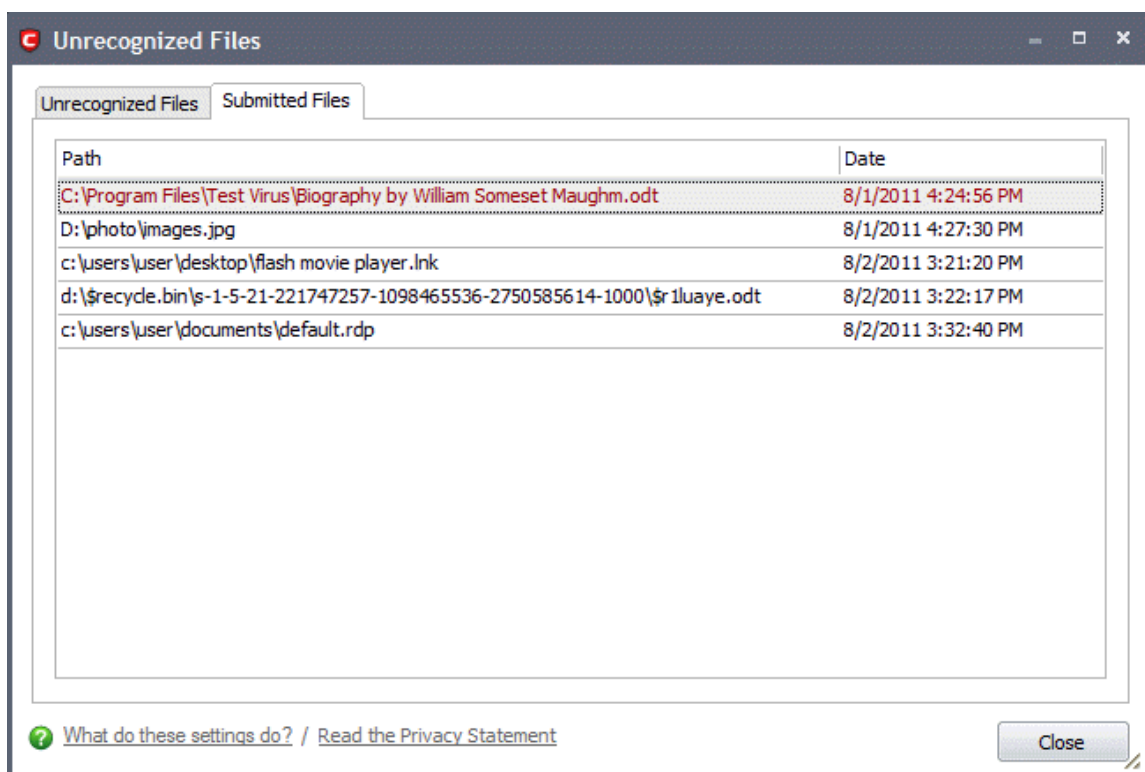 Unrecognized Files
Unrecognized Files Submitted Files
Path Date
C:\Program Files\Test Virus\Biography by William Someset Maughm.odt 8/1/2011 4:24:56 PM
D:\photo\images.jpg 8/1/2011 4:27:30 PM
c:\users\user\desktop\flash movie player.lnk 8/2/2011 3:21:20 PM
d:\$recycle.bin\s-1-5-21-221747257-1098465536-2750585614-1000\$r1luaye.odt 8/2/2011 3:22:17 PM
c:\users\user\documents\default.rdp 8/2/2011 3:32:40 PM
What do these settings do? / Read the Privacy Statement Close